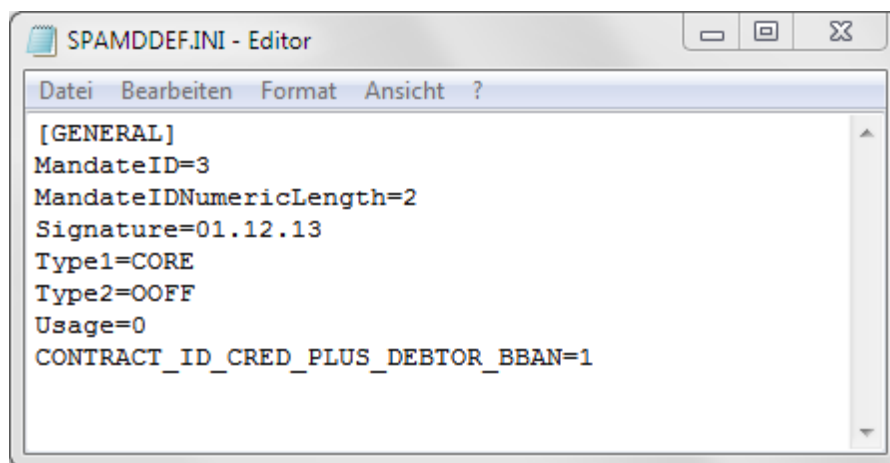 SPAMDDEF.INI - Editor
Datei Bearbeiten Format Ansicht ?
[GENERAL]
MandateID=3
MandateIDNumericLength=2
Signature=01.12.13
Type1=CORE
Type2=OOFF
Usage=0
CONTRACT_ID_CRED_PLUS_DEBTOR_BBAN=1